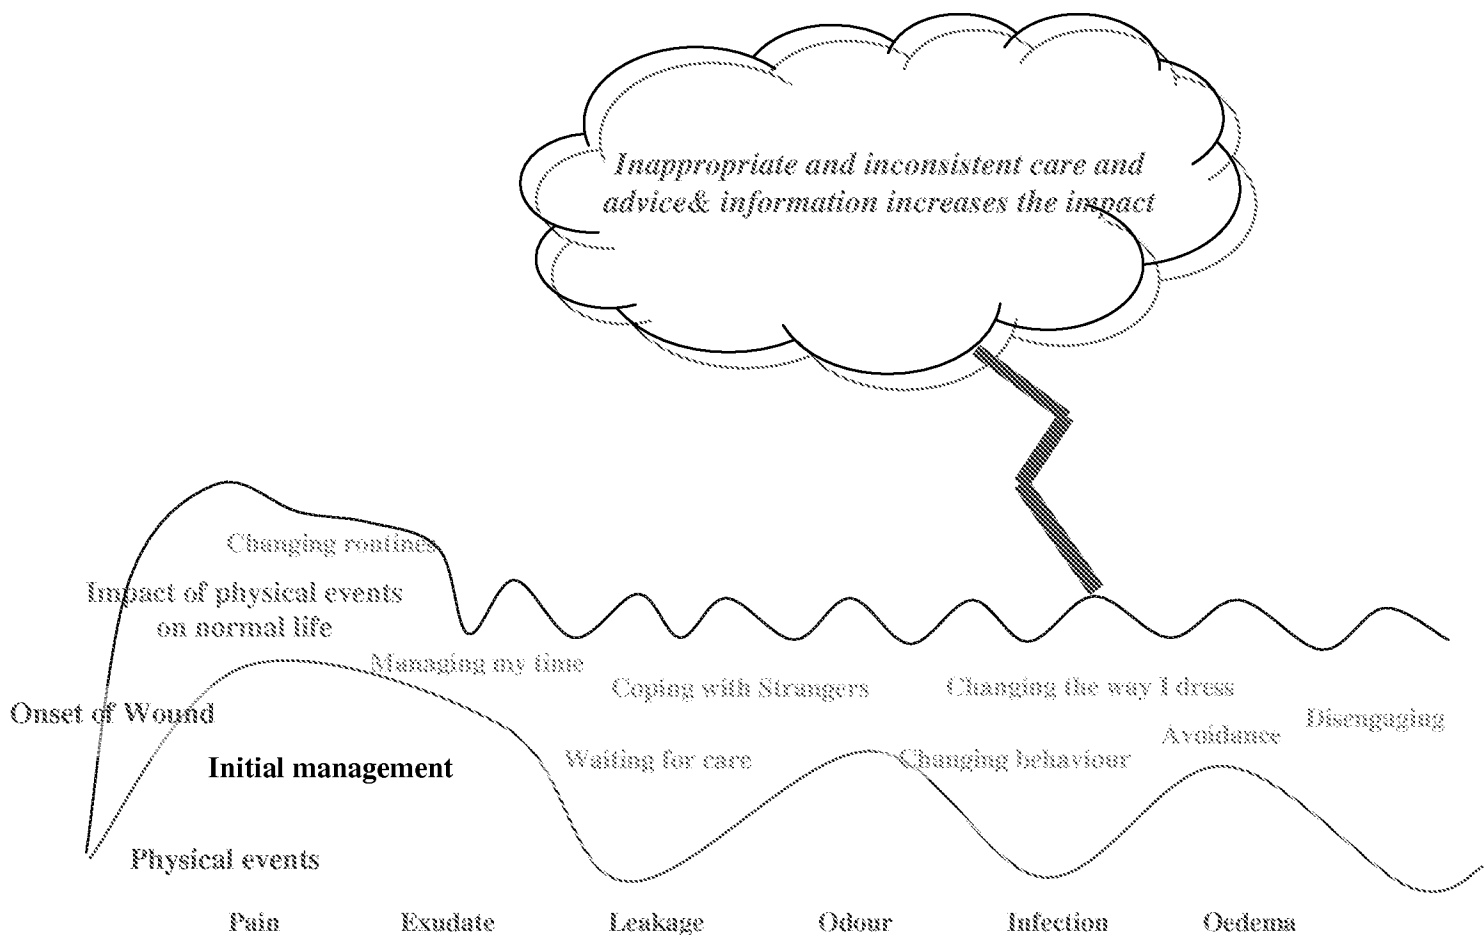 Inappropriate and inconsistent care and
advice& information increases the impact
Changing routines
Impact of physical events
on normal life
Managing my time
Coping with Strangers
Changing the way I dress
Onset of Wound
Disengaging
Avoidance
Waiting for care
Changing behaviour
Initial management
Physical events
Pain
Exudate
Leakage
Odour
Infection
Oedema